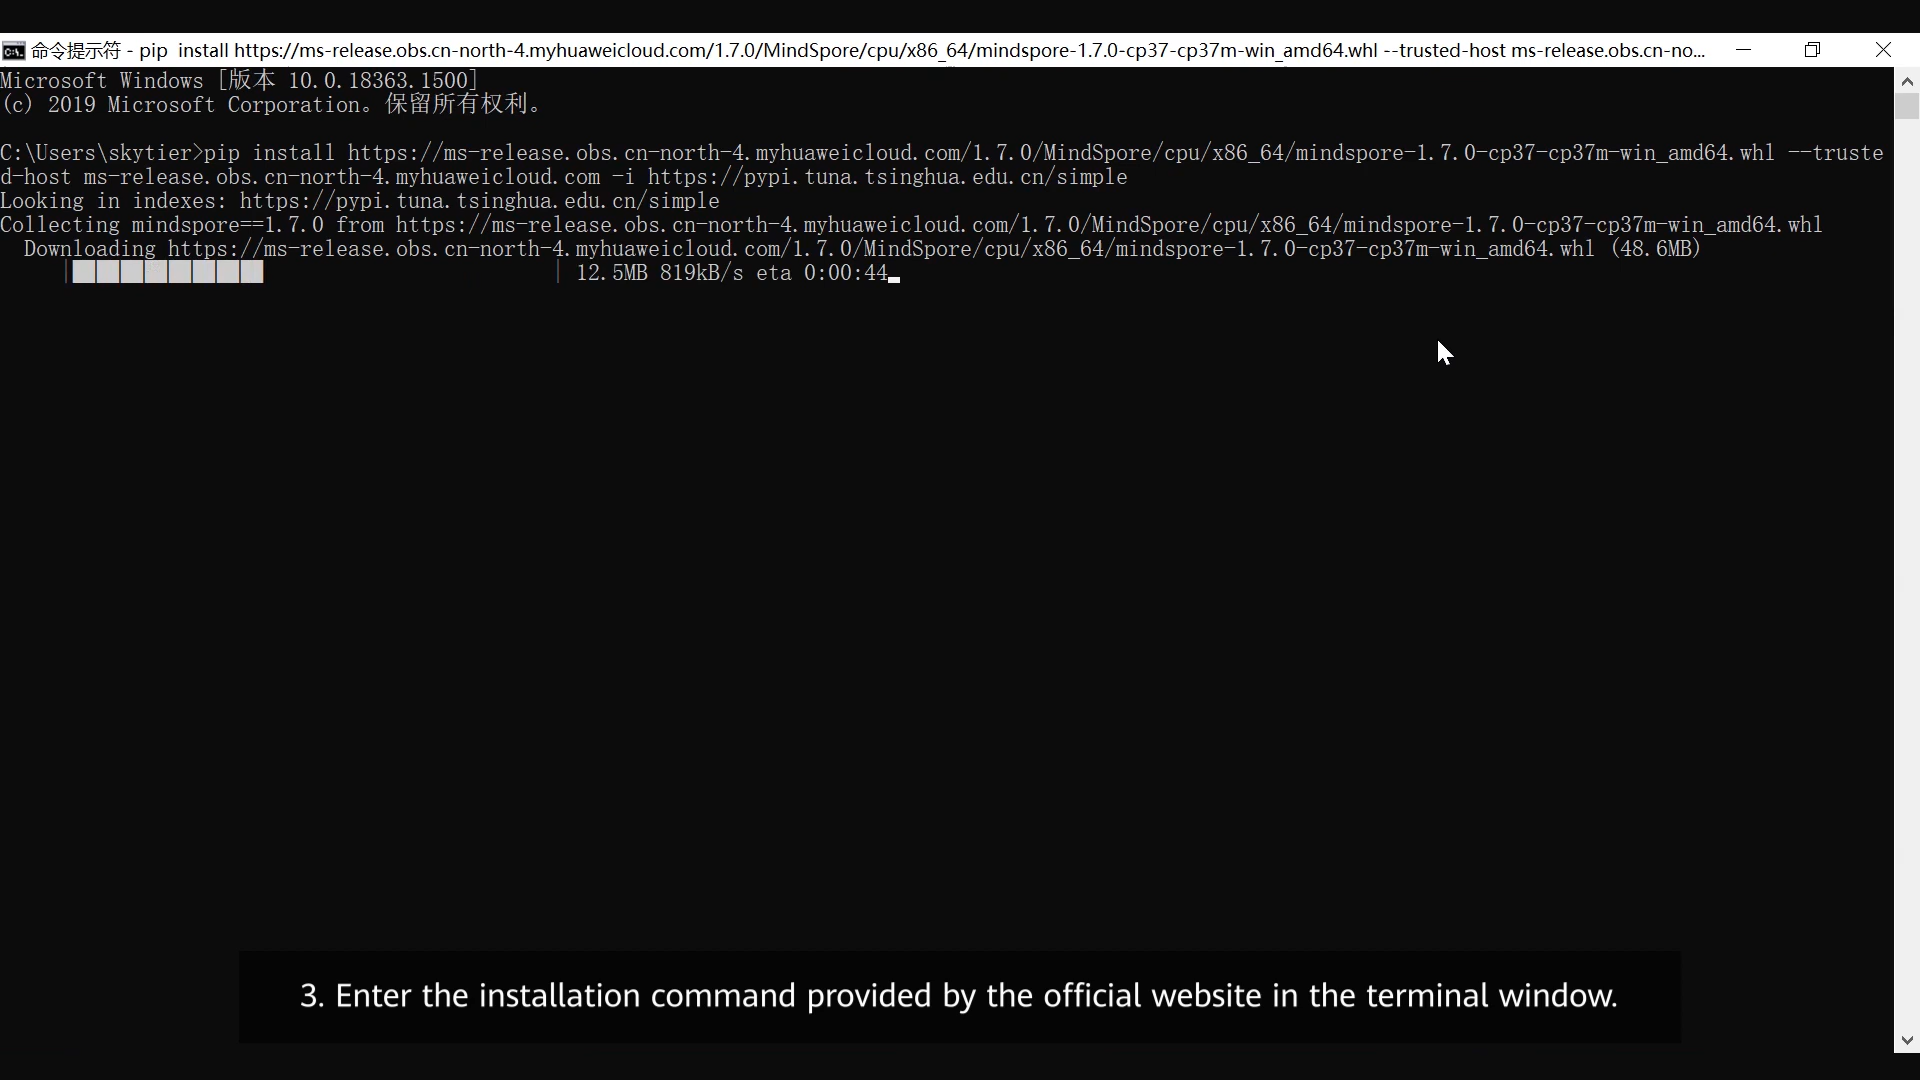 命令提示符 - pip  install https://ms-release.obs.cn-north-4.myhuaweicloud.com/1.7.0/MindSpore/cpu/x86_64/mindspore-1.7.0-cp37-cp37m-win_amd64.whl --trusted-host ms-release.obs.cn-no...
Microsoft Windows [版本 10.0.18363.1500]
(c) 2019 Microsoft Corporation。保留所有权利。
C:\Users\skytier>pip install https://ms-release.obs.cn-north-4.myhuaweicloud.com/1.7.0/MindSpore/cpu/x86_64/mindspore-1.7.0-cp37-cp37m-win_amd64.whl --truste
d-host ms-release.obs.cn-north-4.myhuaweicloud.com -i https://pypi.tuna.tsinghua.edu.cn/simple
Looking in indexes: https://pypi.tuna.tsinghua.edu.cn/simple
Collecting mindspore==1.7.0 from https://ms-release.obs.cn-north-4.myhuaweicloud.com/1.7.0/MindSpore/cpu/x86_64/mindspore-1.7.0-cp37-cp37m-win_amd64.whl
Downloading https://ms-release.obs.cn-north-4.myhuaweicloud.com/1.7.0/MindSpore/cpu/x86_64/mindspore-1.7.0-cp37-cp37m-win_amd64.whl (48.6MB)
12.5MB 819kB/s eta 0:00:44
3. Enter the installation command provided by the official website in the terminal window.